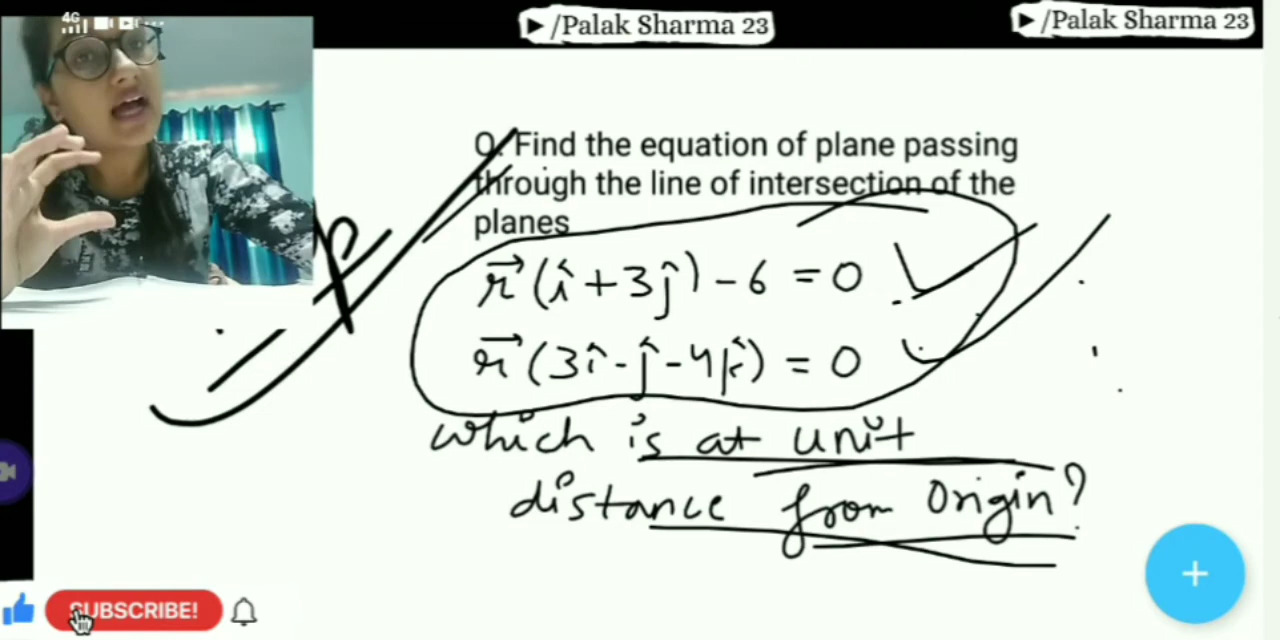 4G
/Palak Sharma 23
/Palak Sharma 23
Q. Find the equation of plane passing
through the line of intersection of the
planes
r⃗ (î + 3ĵ) - 6 = 0
r⃗ (3î - ĵ - 4k̂) = 0
which is at unit
distance from Origin?
SUBSCRIBE!